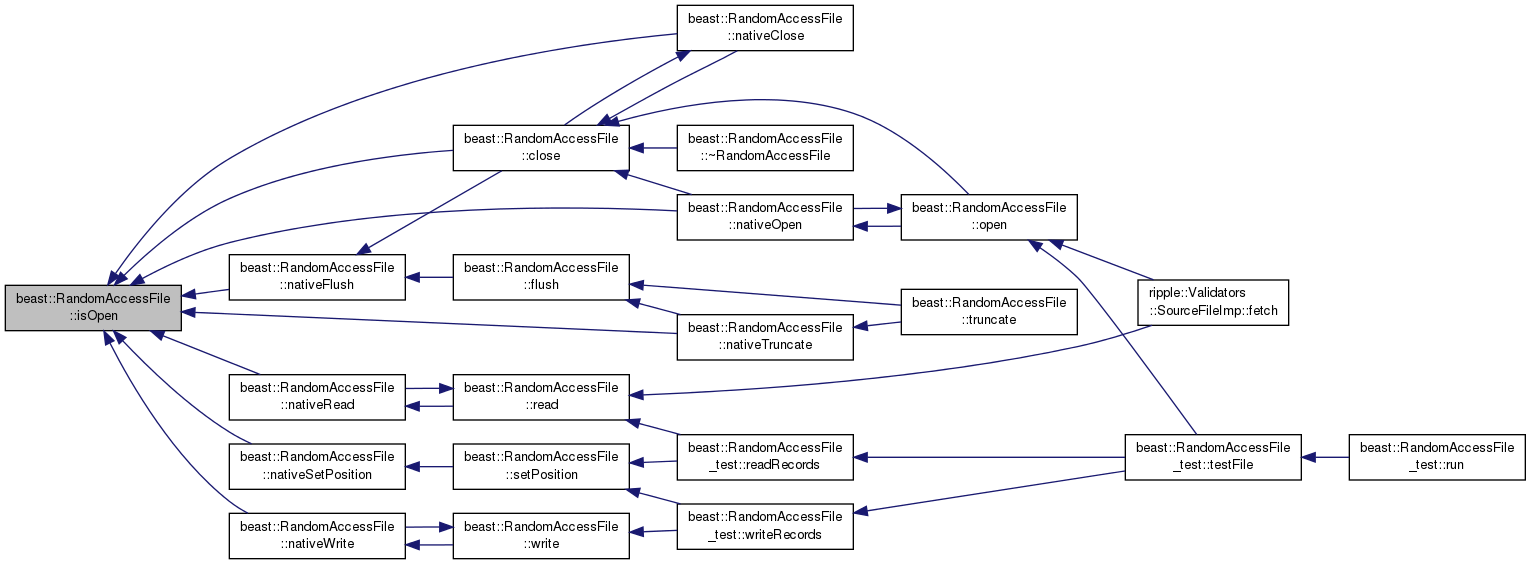 beast::RandomAccessFile
::nativeClose
beast::RandomAccessFile
::close
beast::RandomAccessFile
::~RandomAccessFile
beast::RandomAccessFile
::nativeOpen
beast::RandomAccessFile
::open
beast::RandomAccessFile
::isOpen
beast::RandomAccessFile
::nativeFlush
beast::RandomAccessFile
::flush
beast::RandomAccessFile
::truncate
ripple::Validators
::SourceFileImp::fetch
beast::RandomAccessFile
::nativeTruncate
beast::RandomAccessFile
::nativeRead
beast::RandomAccessFile
::read
beast::RandomAccessFile
::nativeSetPosition
beast::RandomAccessFile
::setPosition
beast::RandomAccessFile
_test::readRecords
beast::RandomAccessFile
_test::testFile
beast::RandomAccessFile
_test::run
beast::RandomAccessFile
::nativeWrite
beast::RandomAccessFile
::write
beast::RandomAccessFile
_test::writeRecords